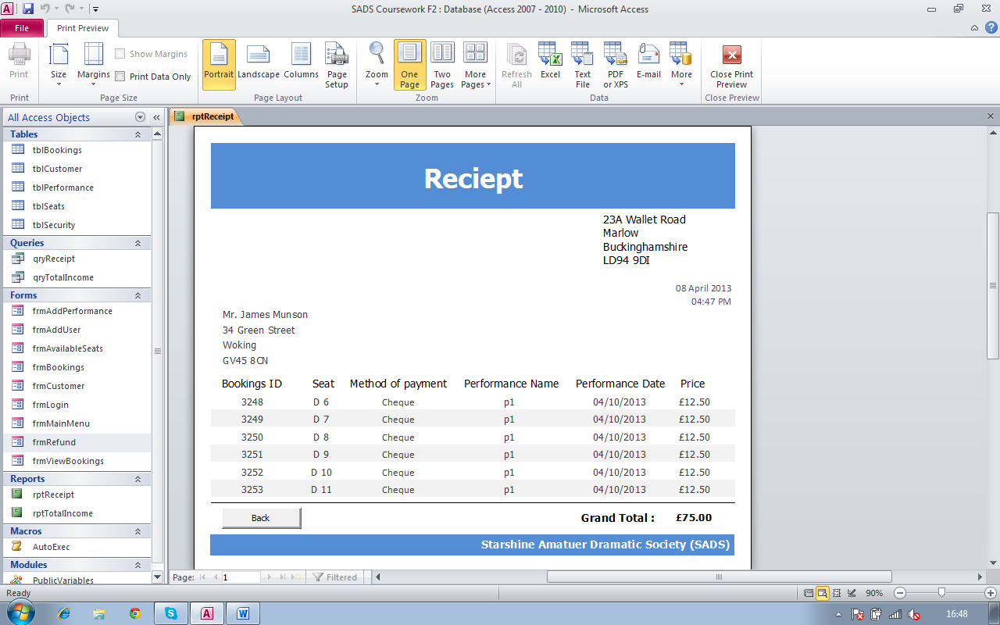 SADS Coursework F2 : Database (Access 2007 - 2010) - Microsoft Access
File Print Preview
Print
Size
Margins
Show Margins
Print Data Only
Portrait
Landscape
Columns
Page Setup
Zoom
One Page
Two Pages
More Pages
Refresh All
Excel
Text File
PDF or XPS
E-mail
More
Close Print Preview
Print Page Size Page Layout Zoom Data Close Preview
All Access Objects
Tables
tblBookings
tblCustomer
tblPerformance
tblSeats
tblSecurity
Queries
qryReceipt
qryTotalIncome
Forms
frmAddPerformance
frmAddUser
frmAvailableSeats
frmBookings
frmCustomer
frmLogin
frmMainMenu
frmRefund
frmViewBookings
Reports
rptReceipt
rptTotalIncome
Macros
AutoExec
Modules
PublicVariables
rptReceipt
Reciept
23A Wallet Road
Marlow
Buckinghamshire
LD94 9DI
08 April 2013
04:47 PM
Mr. James Munson
34 Green Street
Woking
GV45 8CN
Bookings ID Seat Method of payment Performance Name Performance Date Price
3248 D 6 Cheque p1 04/10/2013 £12.50
3249 D 7 Cheque p1 04/10/2013 £12.50
3250 D 8 Cheque p1 04/10/2013 £12.50
3251 D 9 Cheque p1 04/10/2013 £12.50
3252 D 10 Cheque p1 04/10/2013 £12.50
3253 D 11 Cheque p1 04/10/2013 £12.50
Back Grand Total : £75.00
Starshine Amatuer Dramatic Society (SADS)
Page: 1 Filtered
Ready 90%
16:48